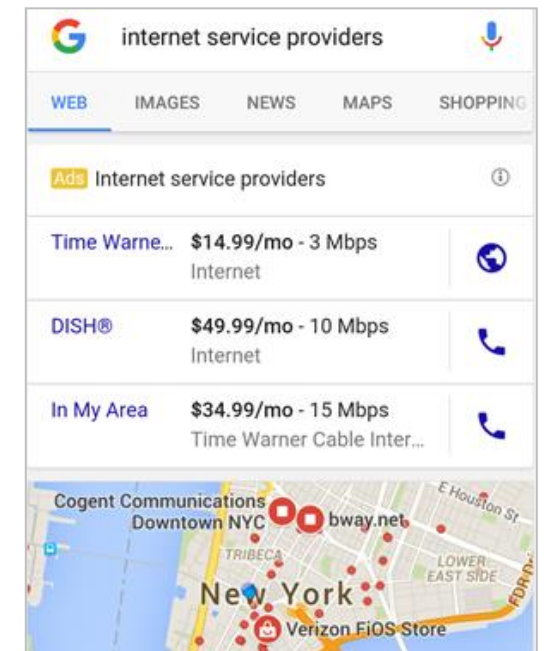 internet service providers
WEB IMAGES NEWS MAPS SHOPPING
Ads Internet service providers
Time Warne... $14.99/mo - 3 Mbps
Internet
DISH® $49.99/mo - 10 Mbps
Internet
In My Area $34.99/mo - 15 Mbps
Time Warner Cable Inter...
E Houston St
Cogent Communications
Downtown NYC
bway.net
TRIBECA
LOWER
EAST SIDE
FDR Dr
New York
Verizon FiOS Store